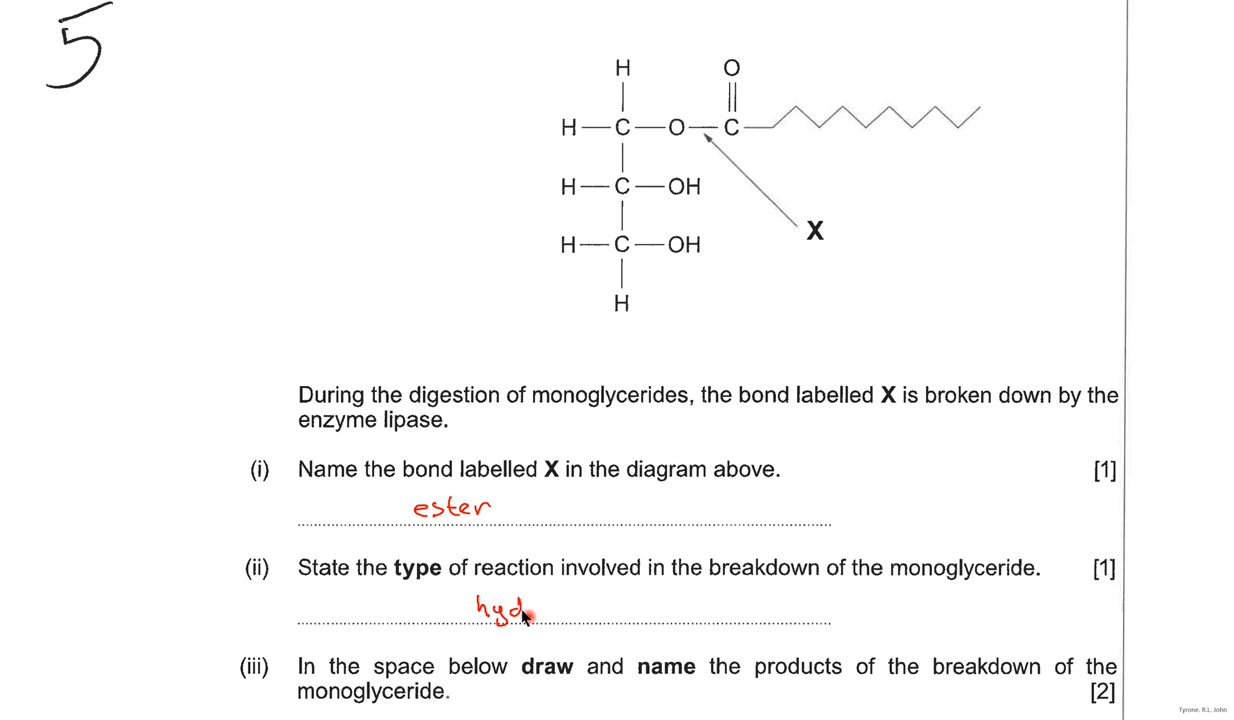 5
H O
H C O C
H C OH
X
H C OH
H
During the digestion of monoglycerides, the bond labelled X is broken down by the
enzyme lipase.
(i) Name the bond labelled X in the diagram above. [1]
ester
(ii) State the type of reaction involved in the breakdown of the monoglyceride. [1]
hyd
(iii) In the space below draw and name the products of the breakdown of the
monoglyceride. [2]
Tyrone. R.L. John